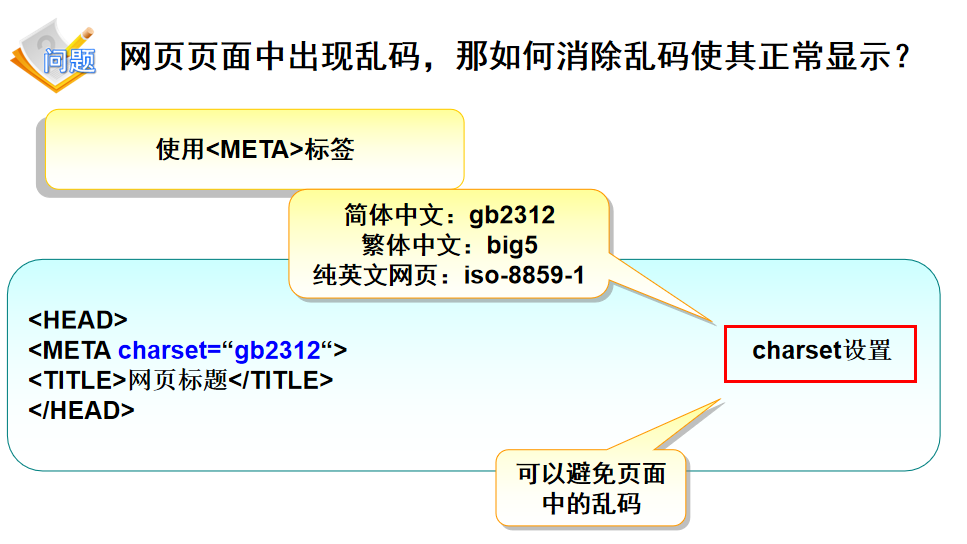 问题
网页页面中出现乱码，那如何消除乱码使其正常显示？
使用<META>标签
简体中文：gb2312
繁体中文：big5
纯英文网页：iso-8859-1
<HEAD>
<META charset=“gb2312“>
<TITLE>网页标题</TITLE>
</HEAD>
charset设置
可以避免页面
中的乱码